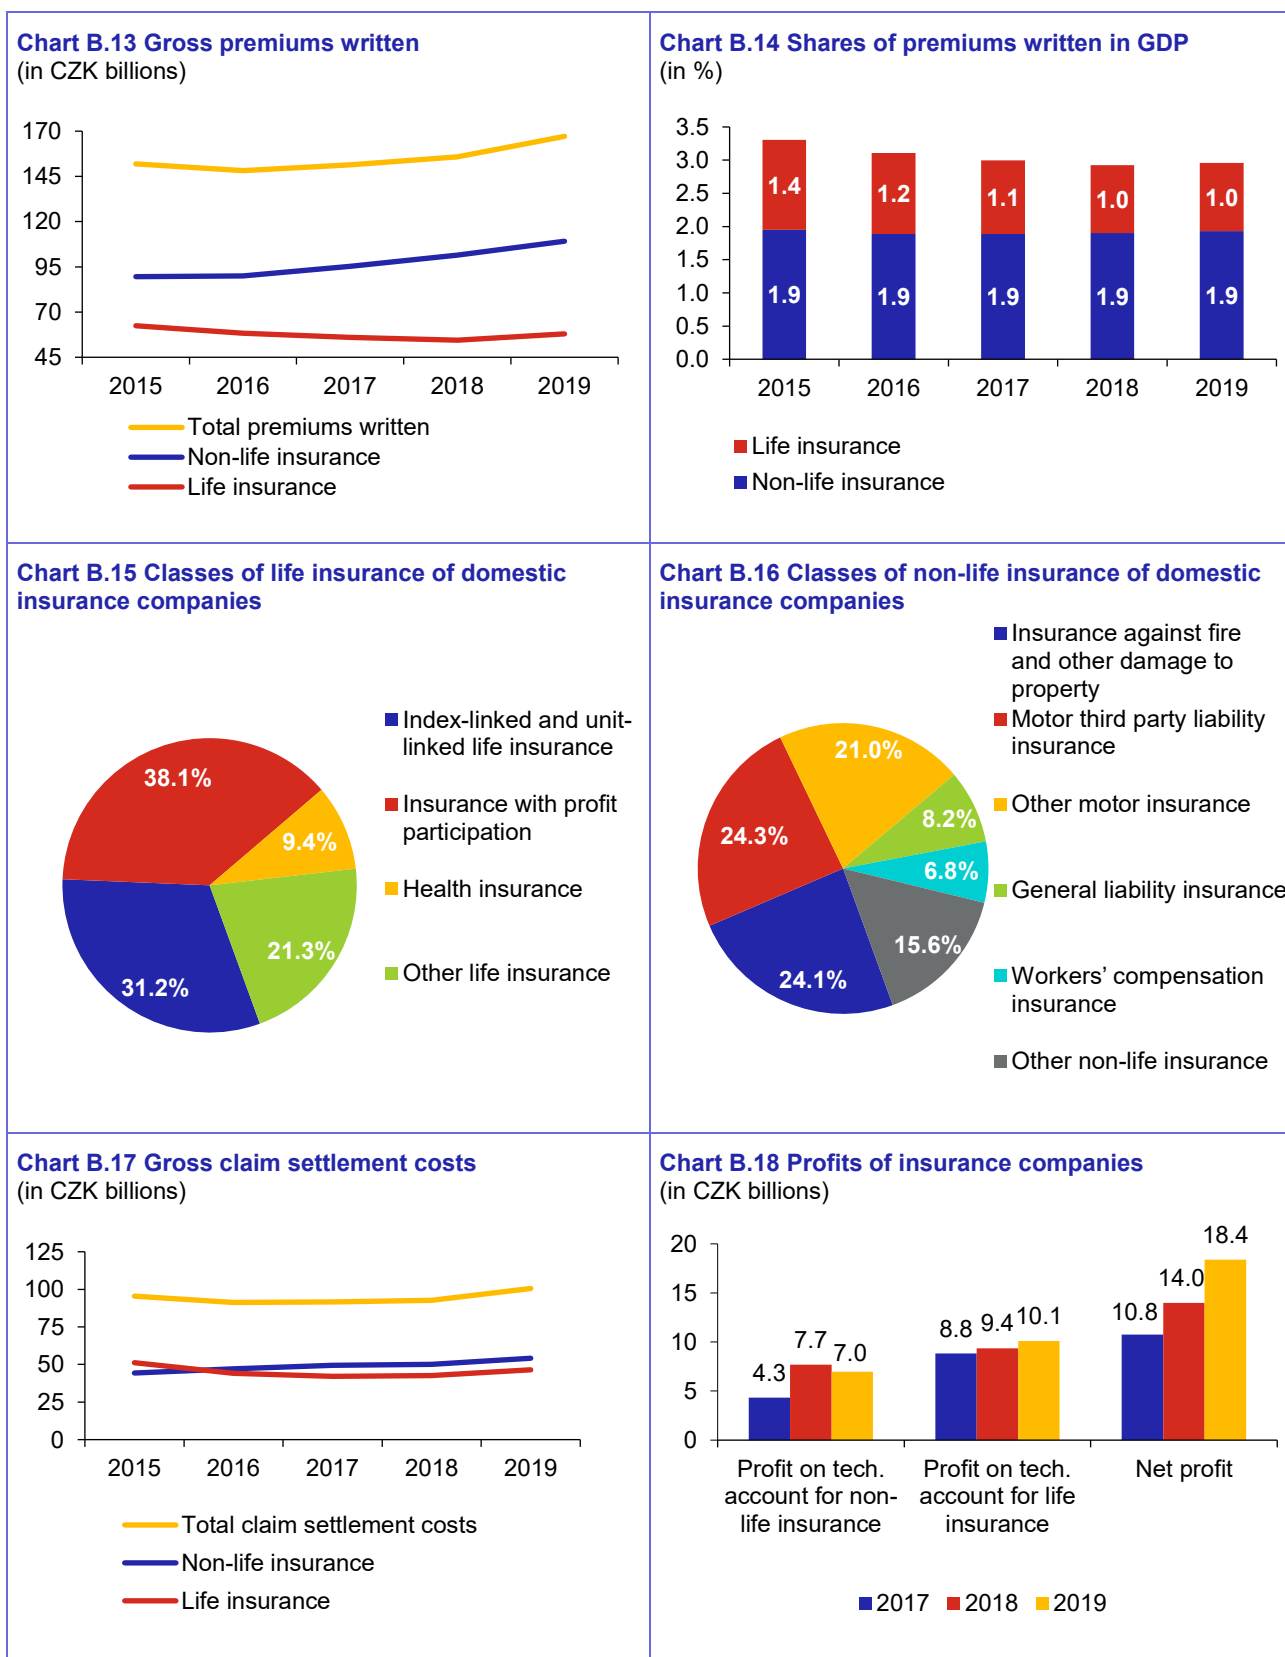 Chart B.13 Gross premiums written
(in CZK billions)
170
145
120
95
70
45
2015 2016 2017 2018 2019
Total premiums written
Non-life insurance
Life insurance
Chart B.14 Shares of premiums written in GDP
(in %)
3.5
3.0
2.5
2.0
1.5
1.0
0.5
0.0
1.4 1.2 1.1 1.0 1.0
1.9 1.9 1.9 1.9 1.9
2015 2016 2017 2018 2019
Life insurance
Non-life insurance
Chart B.15 Classes of life insurance of domestic
insurance companies
38.1%
9.4%
21.3%
31.2%
Index-linked and unit-
linked life insurance
Insurance with profit
participation
Health insurance
Other life insurance
Chart B.16 Classes of non-life insurance of domestic
insurance companies
21.0%
8.2%
24.3%
6.8%
15.6%
24.1%
Insurance against fire
and other damage to
property
Motor third party liability
insurance
Other motor insurance
General liability insurance
Workers’ compensation
insurance
Other non-life insurance
Chart B.17 Gross claim settlement costs
(in CZK billions)
125
100
75
50
25
0
2015 2016 2017 2018 2019
Total claim settlement costs
Non-life insurance
Life insurance
Chart B.18 Profits of insurance companies
(in CZK billions)
20
15
10
5
0
4.3 7.7 7.0
8.8 9.4 10.1
10.8 14.0 18.4
Profit on tech.
account for non-
life insurance
Profit on tech.
account for life
insurance
Net profit
2017 2018 2019